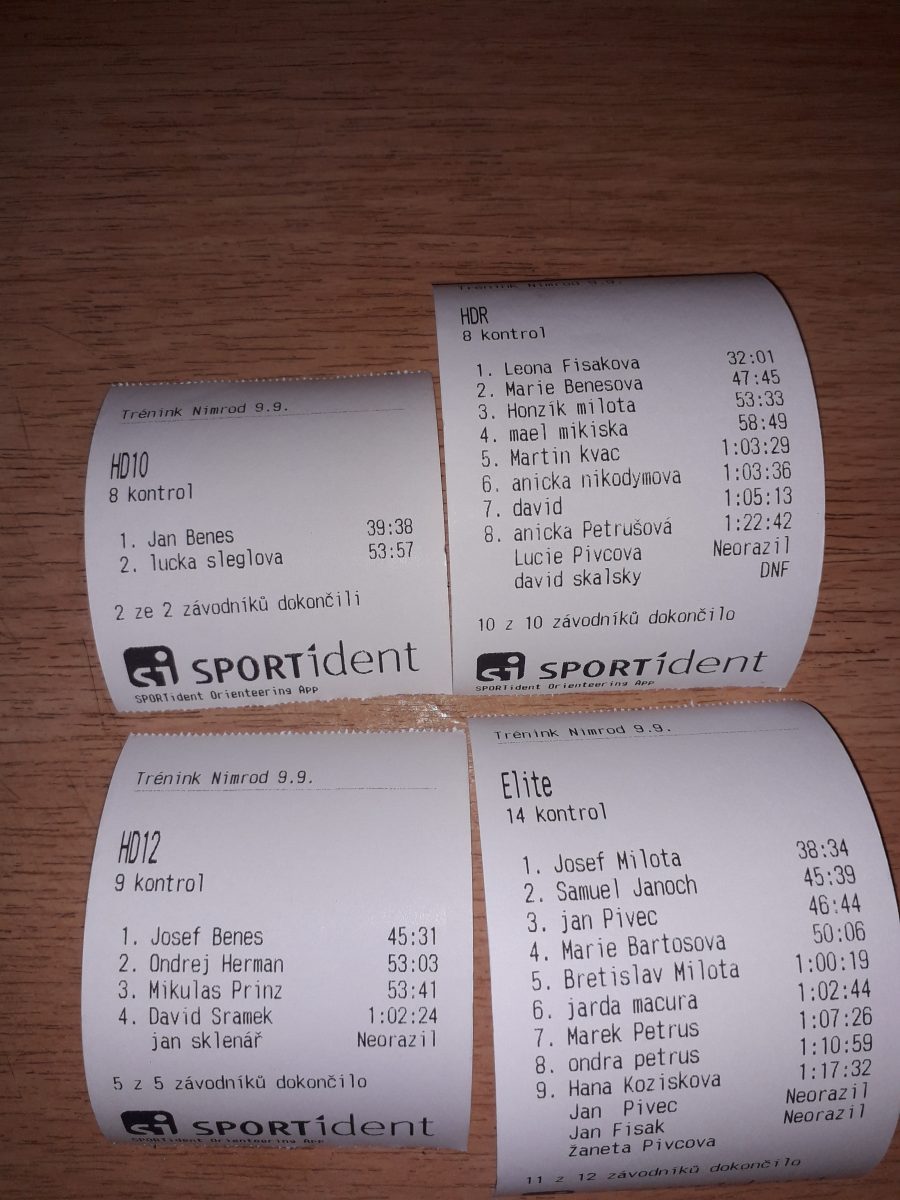 Trénink Nimrod 9.9.
HD10
8 kontrol
1. Jan Benes 39:38
2. lucka sleglova 53:57
2 ze 2 závodníků dokončili
SPORTident
SPORTident Orienteering App
Trénink Nimrod 9.9.
HDR
8 kontrol
1. Leona Fisakova 32:01
2. Marie Benesova 47:45
3. Honzík milota 53:33
4. mael mikiska 58:49
5. Martin kvac 1:03:29
6. anicka nikodymova 1:03:36
7. david 1:05:13
8. anicka Petrušová 1:22:42
Lucie Pivcova Neorazil
david skalsky DNF
10 z 10 závodníků dokončilo
SPORTident
SPORTident Orienteering App
Trénink Nimrod 9.9.
HD12
9 kontrol
1. Josef Benes 45:31
2. Ondrej Herman 53:03
3. Mikulas Prinz 53:41
4. David Sramek 1:02:24
jan sklenář Neorazil
5 z 5 závodníků dokončilo
SPORTident
SPORTident Orienteering App
Trénink Nimrod 9.9.
Elite
14 kontrol
1. Josef Milota 38:34
2. Samuel Janoch 45:39
3. jan Pivec 46:44
4. Marie Bartosova 50:06
5. Bretislav Milota 1:00:19
6. jarda macura 1:02:44
7. Marek Petrus 1:07:26
8. ondra petrus 1:10:59
9. Hana Koziskova 1:17:32
Jan Pivec Neorazil
Jan Fisak Neorazil
Žaneta Pivcova
11 z 12 závodníků dokončilo